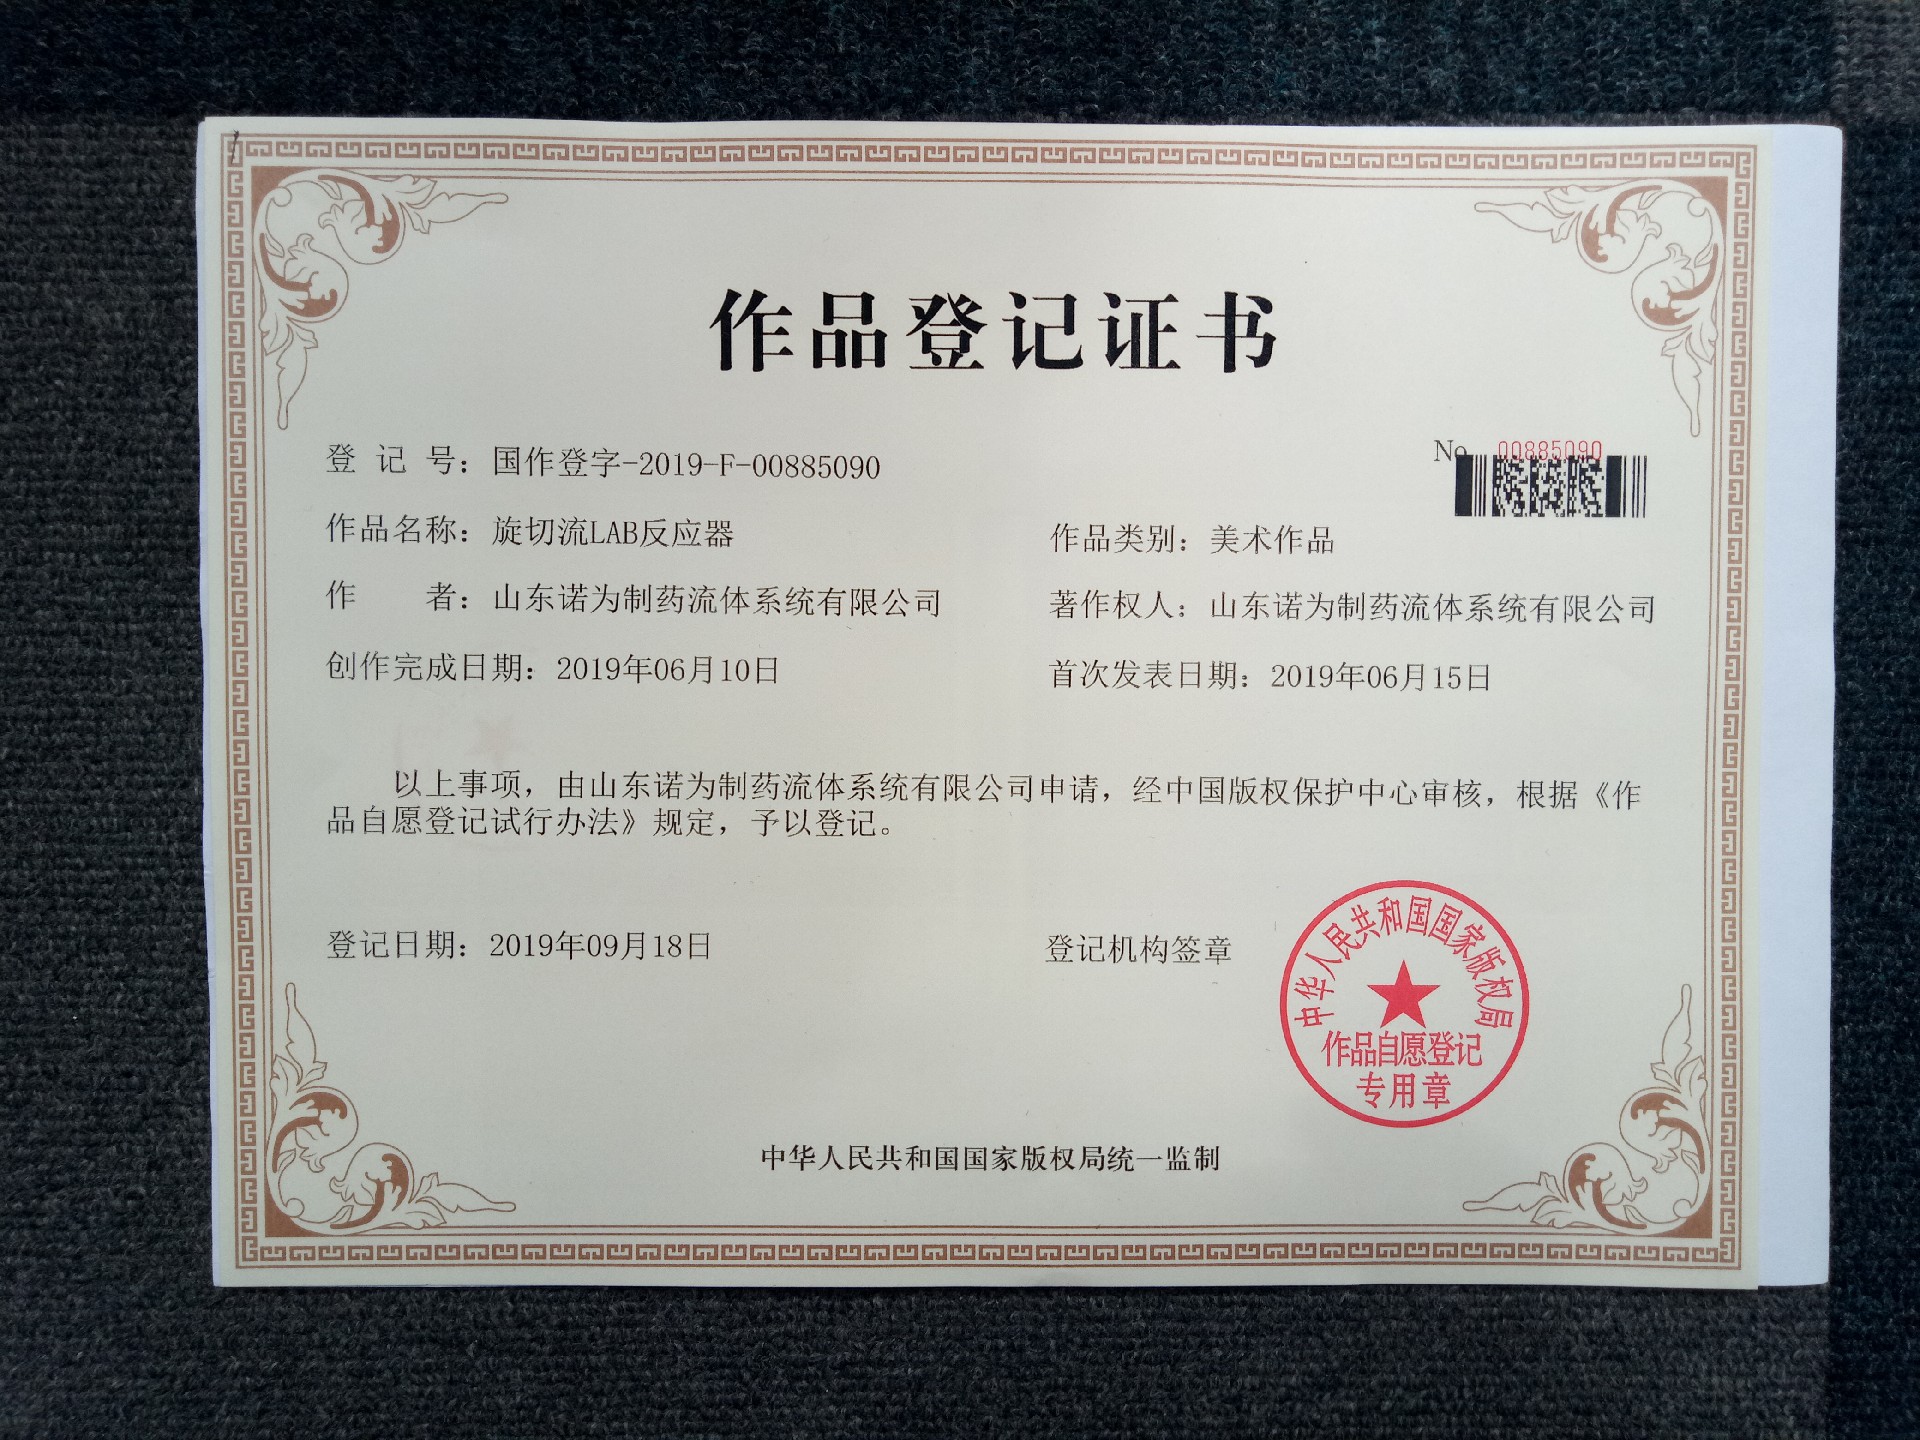 作品登记证书
登 记 号：国作登字-2019-F-00885090
No. 00885090
作品名称：旋切流LAB反应器
作品类别：美术作品
作 者：山东诺为制药流体系统有限公司
著作权人：山东诺为制药流体系统有限公司
创作完成日期：2019年06月10日
首次发表日期：2019年06月15日
以上事项，由山东诺为制药流体系统有限公司申请，经中国版权保护中心审核，根据《作
品自愿登记试行办法》规定，予以登记。
登记日期：2019年09月18日
登记机构签章
中华人民共和国国家版权局
作品自愿登记
专用章
中华人民共和国国家版权局统一监制